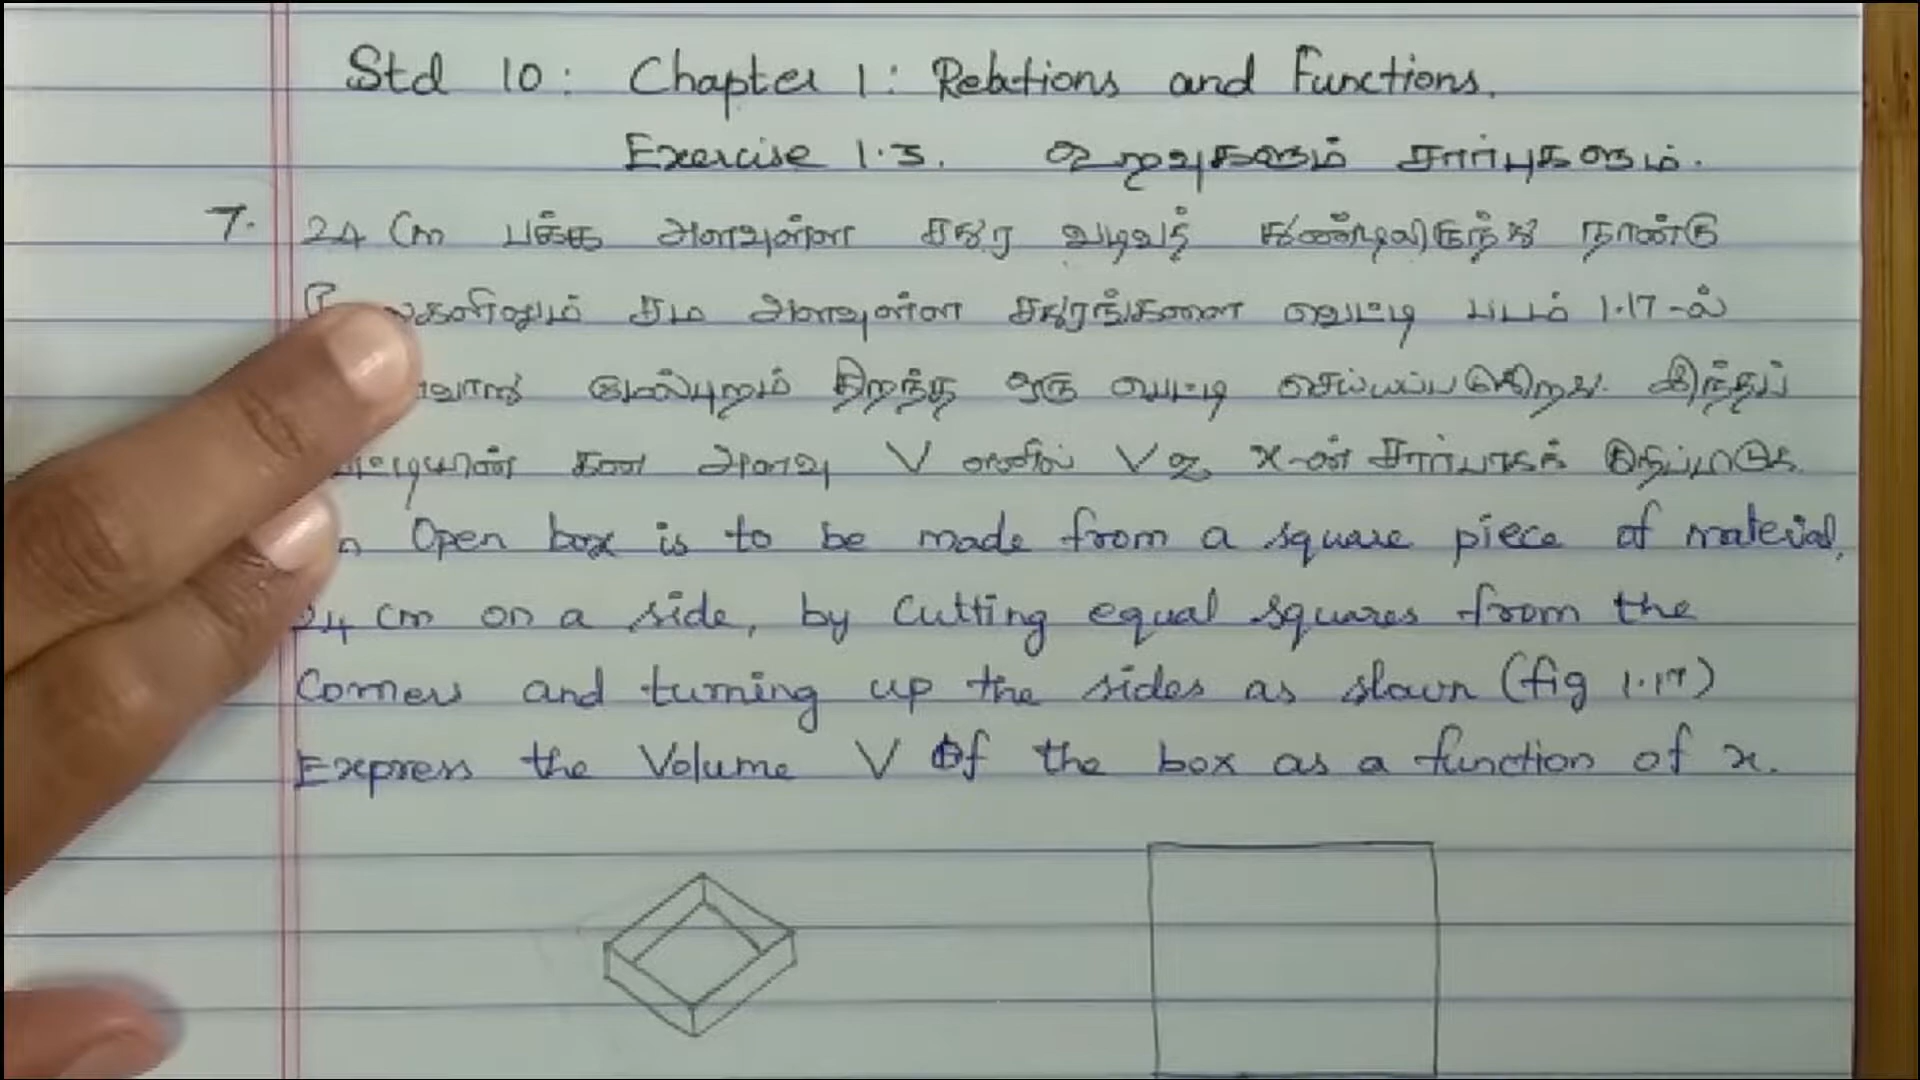 Std 10: Chapter 1: Relations and Functions.
Exercise 1.3. உறவுகளும் சார்புகளும்.
7. 24 Cm பக்க அளவுள்ள சதுர வடிவத் துண்டிலிருந்து நான்கு
களிலும் சம அளவுள்ள சதுரங்களை வெட்டி படம் 1.17-ல்
மேல்புறம் திறந்த ஒரு பெட்டி செய்யப்படுகிறது. இந்தப்
கன அளவு V எனில் V ஐ x-ன் சார்பாகக்
Open box is to be made from a square piece of material,
24 cm on a side, by Cutting equal squares from the
Corners and turning up the sides as shown (fig 1.17)
Express the Volume V Of the box as a function of x.